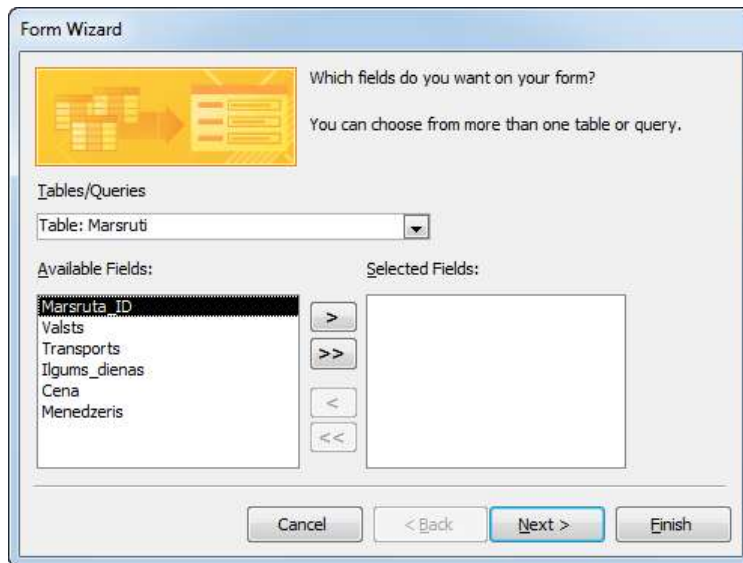 Form Wizard
Which fields do you want on your form?
You can choose from more than one table or query.
Tables/Queries
Table: Marsruti
Available Fields:
Selected Fields:
Marsruta_ID
Valsts
Transports
Ilgums_dienas
Cena
Menedzeris
>
>>
<
<<
Cancel
< Back
Next >
Finish